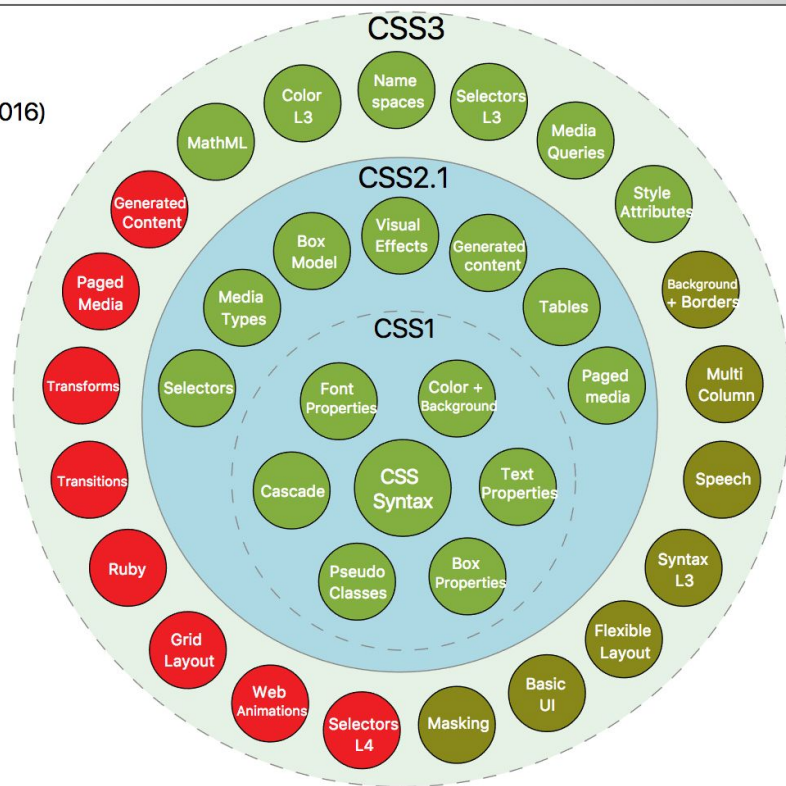 CSS3
016)
Name
spaces
Color
L3
Selectors
L3
MathML
Media
Queries
Style
Attributes
Generated
Content
Background
+ Borders
Paged
Media
Multi
Column
Transforms
Speech
Transitions
Syntax
L3
Ruby
Flexible
Layout
Grid
Layout
Basic
UI
Web
Animations
Masking
Selectors
L4
CSS2.1
Visual
Effects
Box
Model
Generated
content
Media
Types
Tables
Selectors
Paged
media
CSS1
Font
Properties
Color +
Background
Cascade
CSS
Syntax
Text
Properties
Pseudo
Classes
Box
Properties